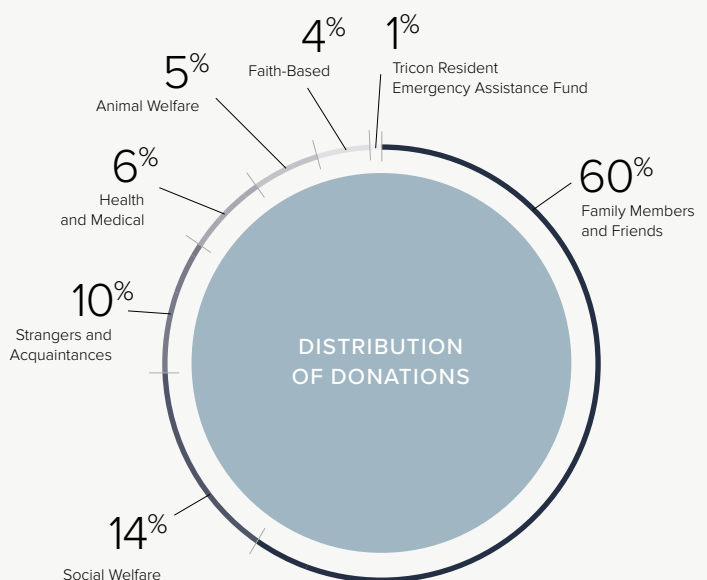 4%
Faith-Based
1%
Tricon Resident
Emergency Assistance Fund
5%
Animal Welfare
6%
Health
and Medical
60%
Family Members
and Friends
10%
Strangers and
Acquaintances
DISTRIBUTION
OF DONATIONS
14%
Social Welfare